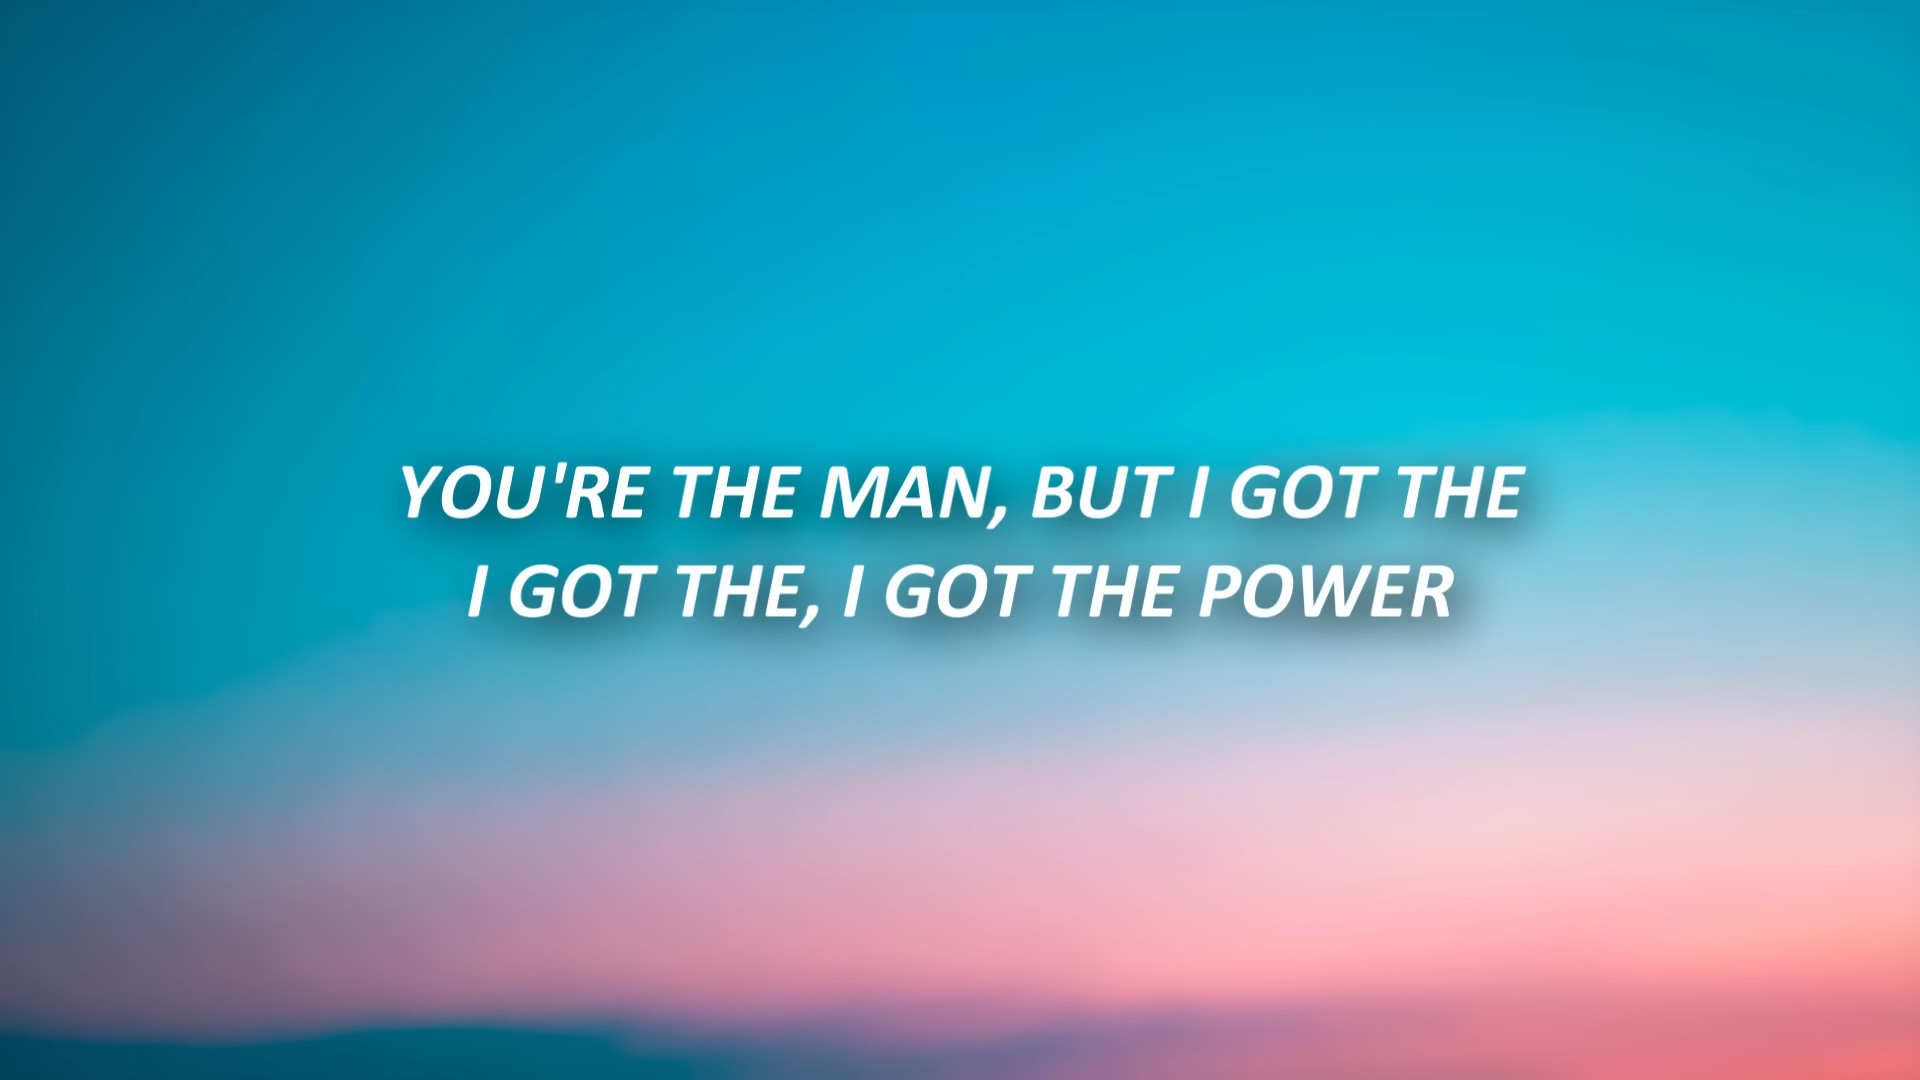 YOU'RE THE MAN, BUT I GOT THE
I GOT THE, I GOT THE POWER